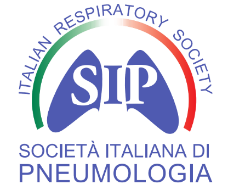 ITALIAN RESPIRATORY SOCIETY
SIP
SOCIETÀ ITALIANA DI
PNEUMOLOGIA